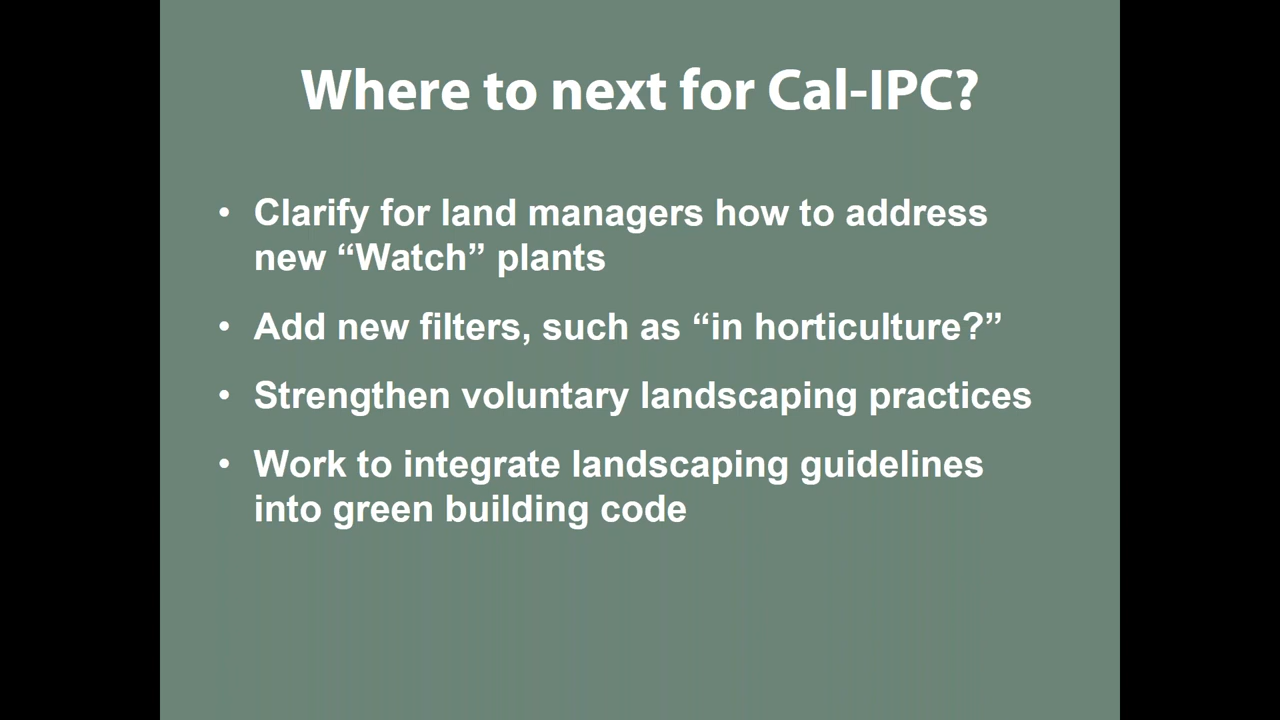 Where to next for Cal-IPC?
• Clarify for land managers how to address
new “Watch” plants
• Add new filters, such as “in horticulture?”
• Strengthen voluntary landscaping practices
• Work to integrate landscaping guidelines
into green building code